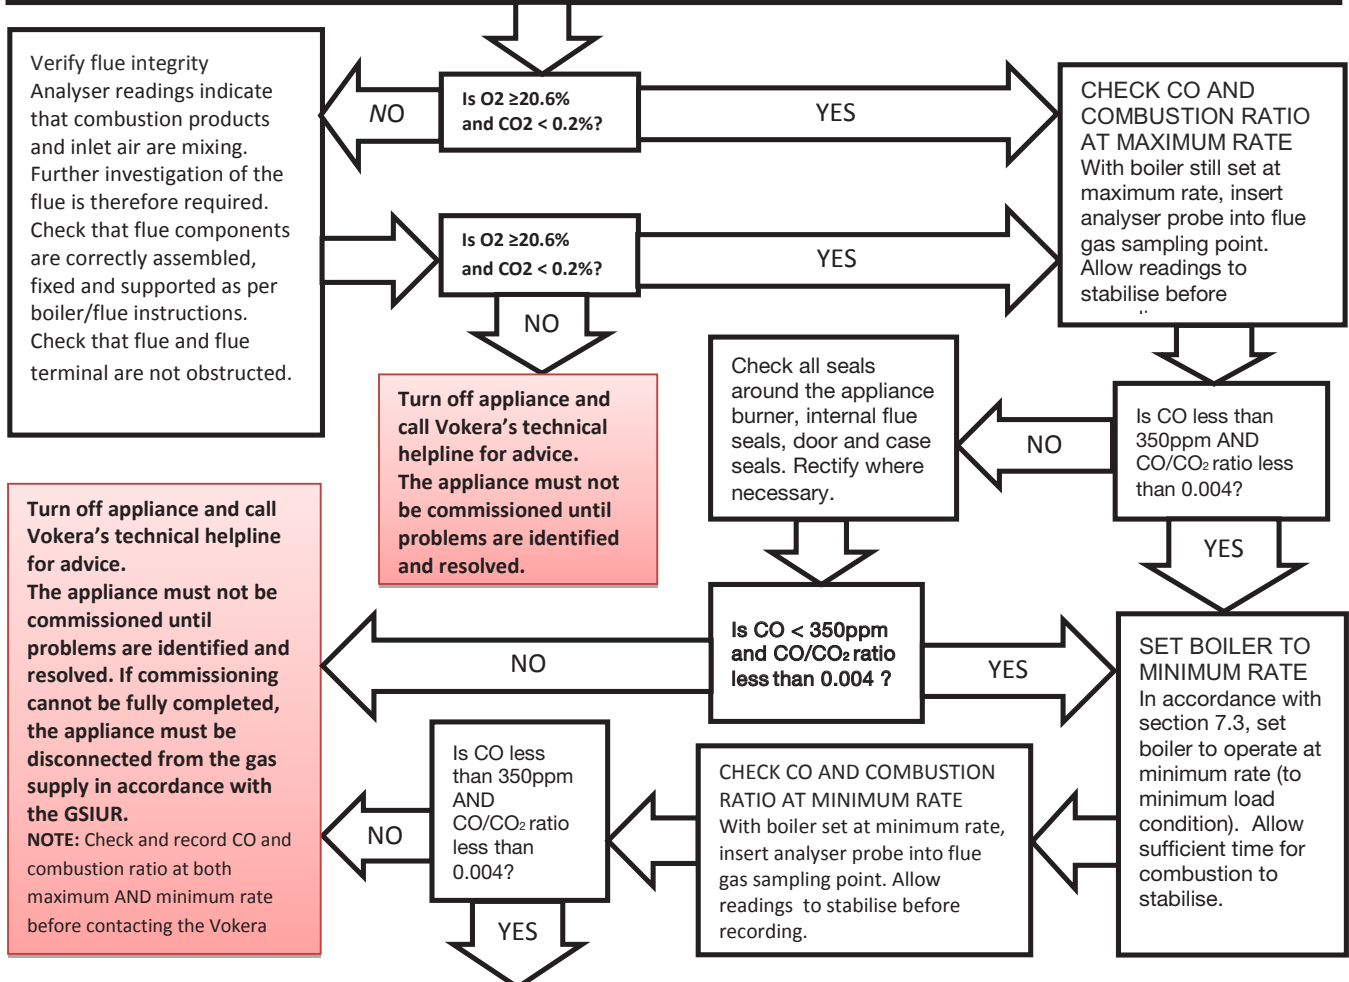 Verify flue integrity
Analyser readings indicate
that combustion products
and inlet air are mixing.
Further investigation of the
flue is therefore required.
Check that flue components
are correctly assembled,
fixed and supported as per
boiler/flue instructions.
Check that flue and flue
terminal are not obstructed.
NO
Is O2 ≥20.6%
and CO2 < 0.2%?
YES
CHECK CO AND
COMBUSTION RATIO
AT MAXIMUM RATE
With boiler still set at
maximum rate, insert
analyser probe into flue
gas sampling point.
Allow readings to
stabilise before
Is O2 ≥20.6%
and CO2 < 0.2%?
YES
NO
Turn off appliance and
call Vokera’s technical
helpline for advice.
The appliance must not
be commissioned until
problems are identified
and resolved.
Check all seals
around the appliance
burner, internal flue
seals, door and case
seals. Rectify where
necessary.
NO
Is CO less than
350ppm AND
CO/CO₂ ratio less
than 0.004?
YES
Turn off appliance and call
Vokera’s technical helpline
for advice.
The appliance must not be
commissioned until
problems are identified and
resolved. If commissioning
cannot be fully completed,
the appliance must be
disconnected from the gas
supply in accordance with
the GSIUR.
NOTE: Check and record CO and
combustion ratio at both
maximum AND minimum rate
before contacting the Vokera
NO
Is CO < 350ppm
and CO/CO₂ ratio
less than 0.004 ?
YES
SET BOILER TO
MINIMUM RATE
In accordance with
section 7.3, set
boiler to operate at
minimum rate (to
minimum load
condition). Allow
sufficient time for
combustion to
stabilise.
NO
Is CO less
than 350ppm
AND
CO/CO₂ ratio
less than
0.004?
CHECK CO AND COMBUSTION
RATIO AT MINIMUM RATE
With boiler set at minimum rate,
insert analyser probe into flue
gas sampling point. Allow
readings to stabilise before
recording.
YES